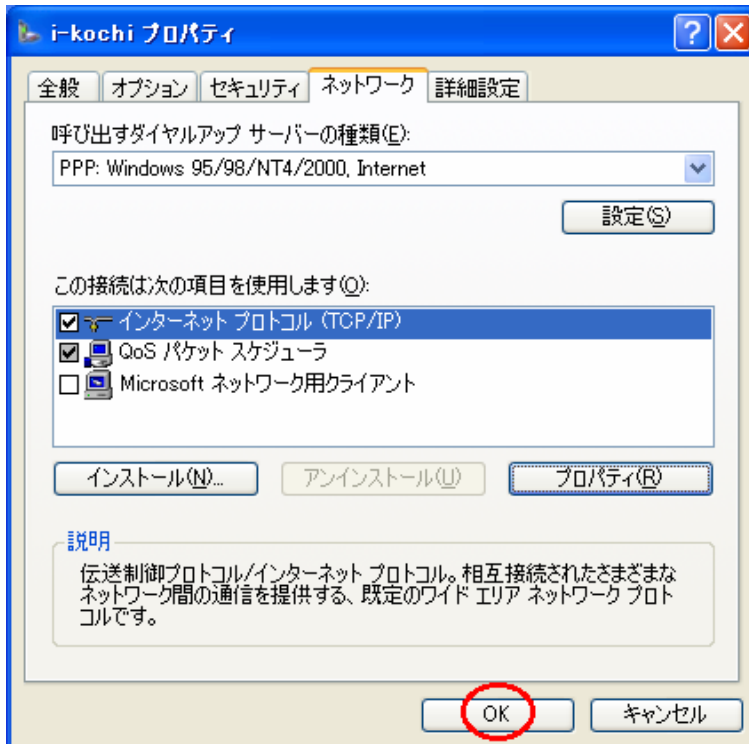 i-kochi プロパティ
全般 オプション セキュリティ ネットワーク 詳細設定
呼び出すダイヤルアップ サーバーの種類(E):
PPP: Windows 95/98/NT4/2000, Internet
設定(S)
この接続は次の項目を使用します(O):
インターネット プロトコル (TCP/IP)
QoS パケット スケジューラ
Microsoft ネットワーク用クライアント
インストール(N)... アンインストール(U) プロパティ(R)
説明
伝送制御プロトコル/インターネット プロトコル。相互接続されたさまざまな
ネットワーク間の通信を提供する、既定のワイド エリア ネットワーク プロト
コルです。
OK キャンセル